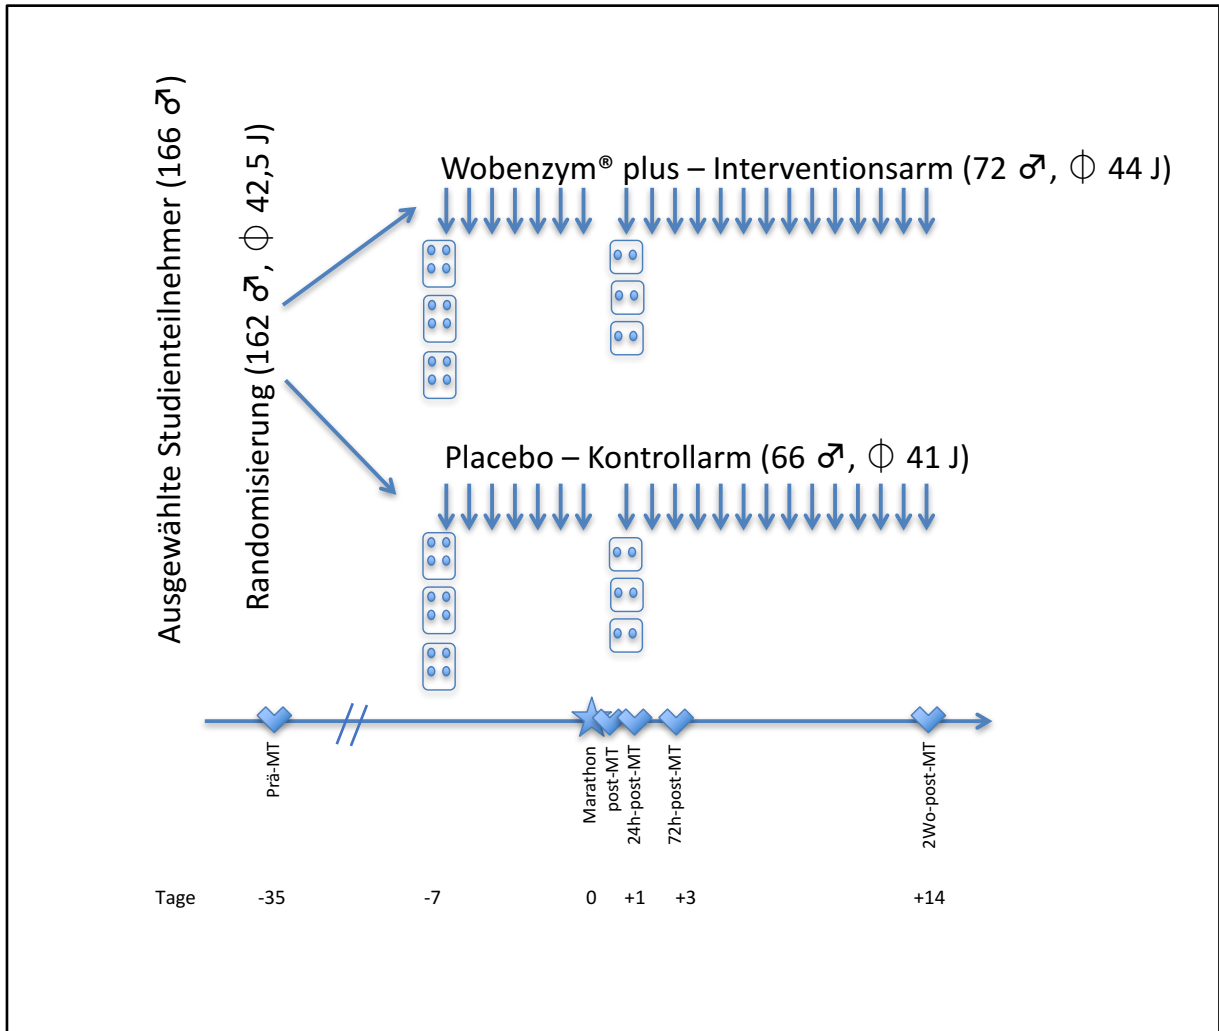 Ausgewählte Studienteilnehmer (166 ♂)
Randomisierung (162 ♂, ⌀ 42,5 J)
Wobenzym® plus – Interventionsarm (72 ♂, ⌀ 44 J)
Placebo – Kontrollarm (66 ♂, ⌀ 41 J)
Prä-MT
Marathon
post-MT
24h-post-MT
72h-post-MT
2Wo-post-MT
Tage -35 -7 0 +1 +3 +14